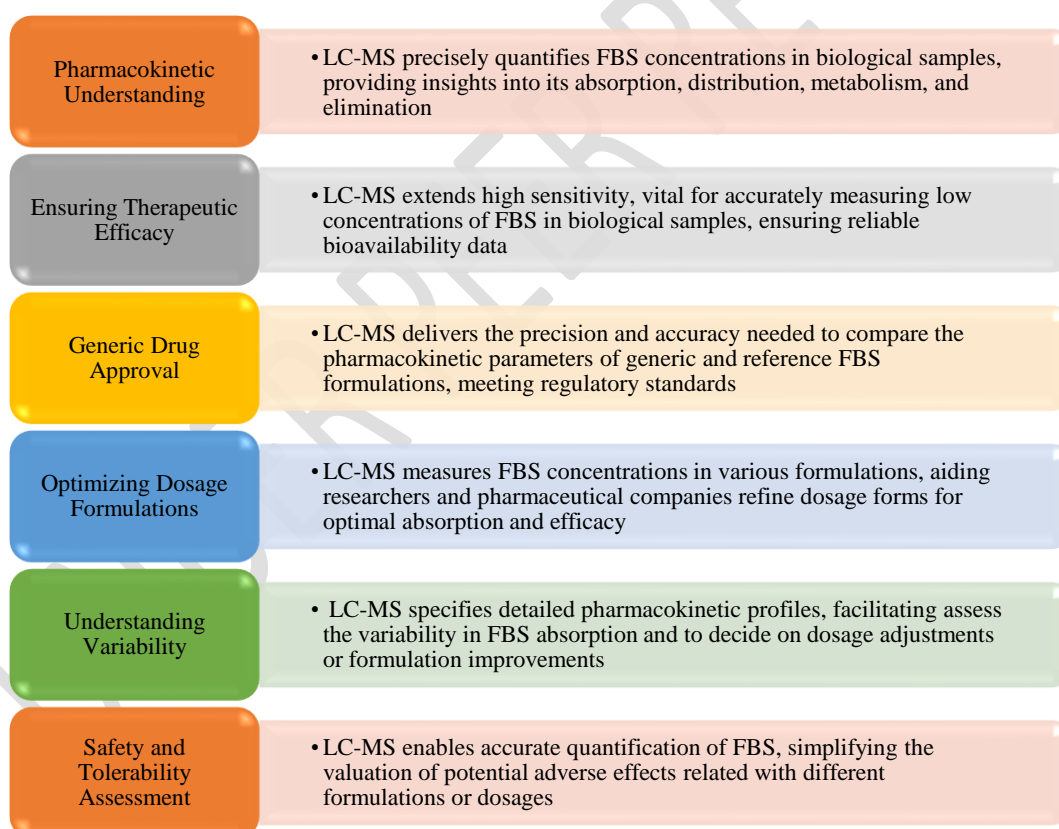 Pharmacokinetic
Understanding
• LC-MS precisely quantifies FBS concentrations in biological samples,
providing insights into its absorption, distribution, metabolism, and
elimination
Ensuring Therapeutic
Efficacy
• LC-MS extends high sensitivity, vital for accurately measuring low
concentrations of FBS in biological samples, ensuring reliable
bioavailability data
Generic Drug
Approval
• LC-MS delivers the precision and accuracy needed to compare the
pharmacokinetic parameters of generic and reference FBS
formulations, meeting regulatory standards
Optimizing Dosage
Formulations
• LC-MS measures FBS concentrations in various formulations, aiding
researchers and pharmaceutical companies refine dosage forms for
optimal absorption and efficacy
Understanding
Variability
• LC-MS specifies detailed pharmacokinetic profiles, facilitating assess
the variability in FBS absorption and to decide on dosage adjustments
or formulation improvements
Safety and
Tolerability
Assessment
• LC-MS enables accurate quantification of FBS, simplifying the
valuation of potential adverse effects related with different
formulations or dosages